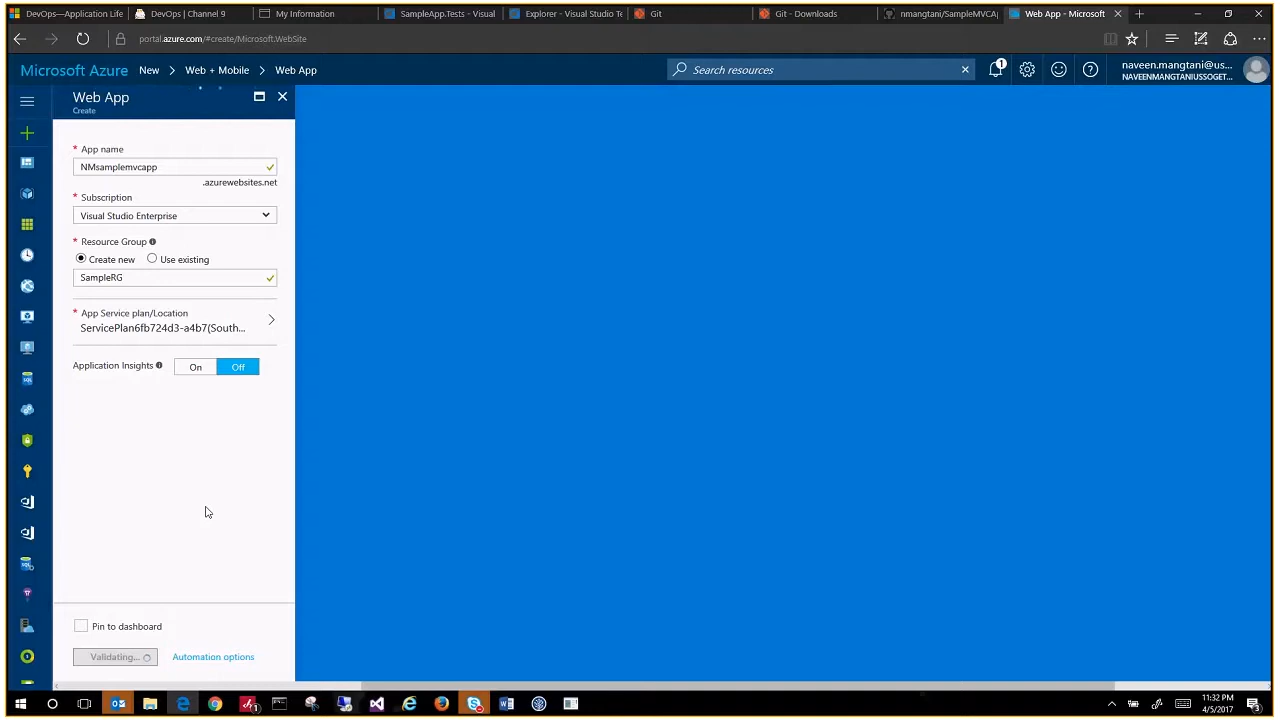 DevOps—Application Life
DevOps | Channel 9
My Information
SampleApp.Tests - Visual
Explorer - Visual Studio Te
Git
Git - Downloads
nmangtani/SampleMVCAp
Web App - Microsoft
portal.azure.com/#create/Microsoft.WebSite
Microsoft Azure
New
Web + Mobile
Web App
Search resources
1
naveen.mangtani@us...
NAVEENMANGTANIUSSOGET...
Web App
Create
* App name
NMsamplemvcapp
.azurewebsites.net
* Subscription
Visual Studio Enterprise
* Resource Group
Create new
Use existing
SampleRG
* App Service plan/Location
ServicePlan6fb724d3-a4b7(South...
Application Insights
On
Off
Pin to dashboard
Validating...
Automation options
11:32 PM
4/5/2017